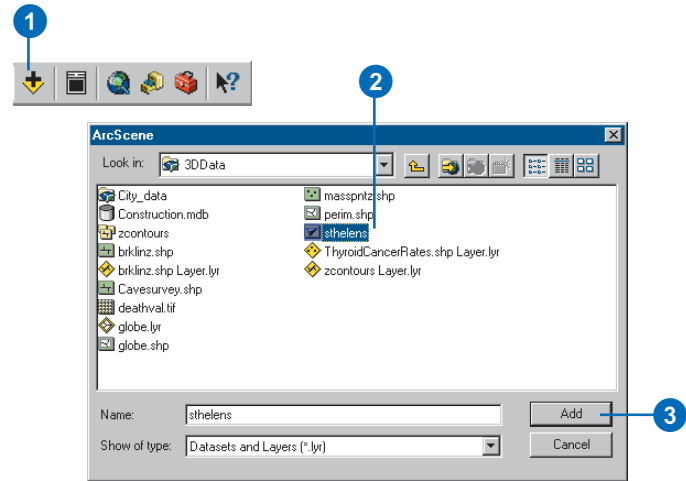 1
2
ArcScene
Look in: 3DData
City_data
Construction.mdb
zcontours
brklinz.shp
brklinz.shp Layer.lyr
Cavesurvey.shp
deathval.tif
globe.lyr
globe.shp
masspntz.shp
perim.shp
sthelens
ThyroidCancerRates.shp Layer.lyr
zcontours Layer.lyr
Name: sthelens Add 3
Show of type: Datasets and Layers (*.lyr) Cancel